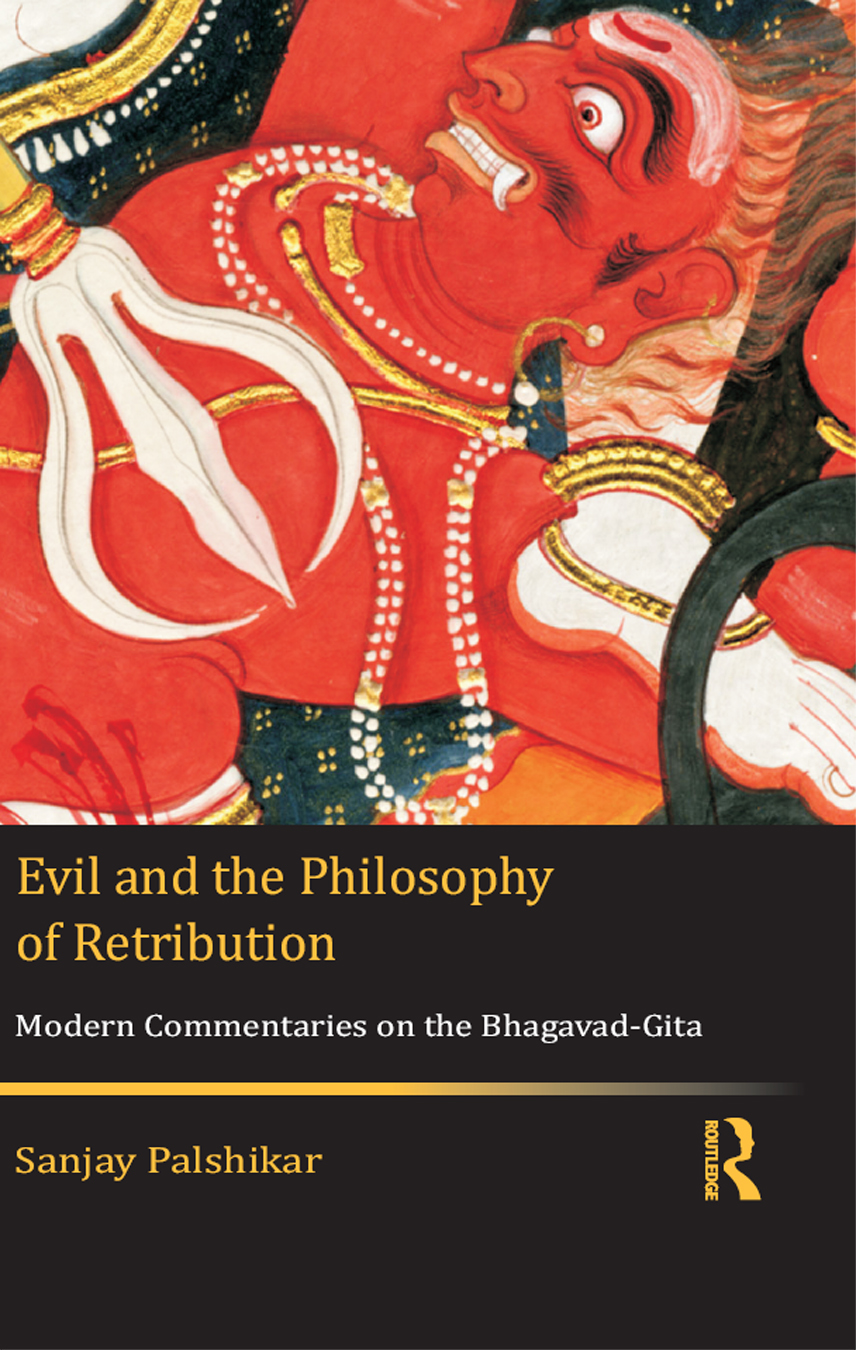 Evil and the Philosophy
of Retribution
Modern Commentaries on the Bhagavad-Gita
Sanjay Palshikar
ROUTLEDGE